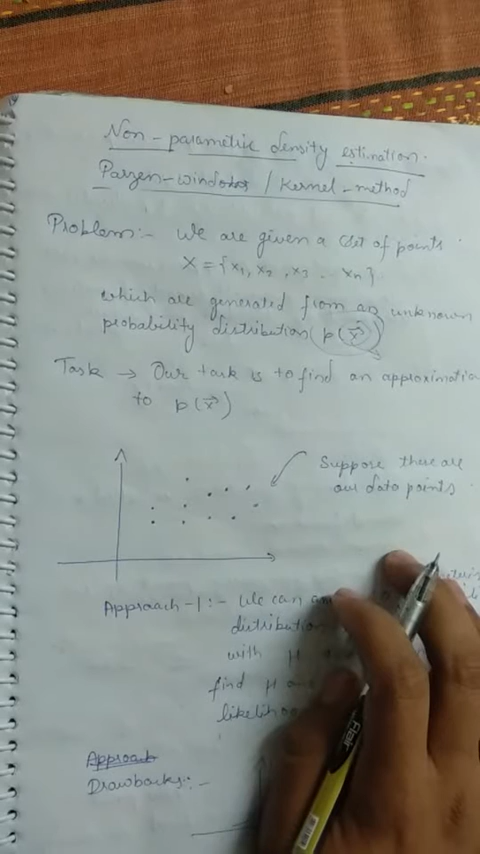 Non-parametric density estimation.
Parzen-window / Kernel-method
Problem:- We are given a set of points.
X = {x1, x2, x3 .. xn}
which are generated from an unknown
probability distribution p(x⃗)
Task → Our task is to find an approximation
to p(x⃗)
Suppose these are
our data points.
Approach-1:- We can
distribution
with μ
find μ
likelihoo
Approach
Drawbacks:-
Flair